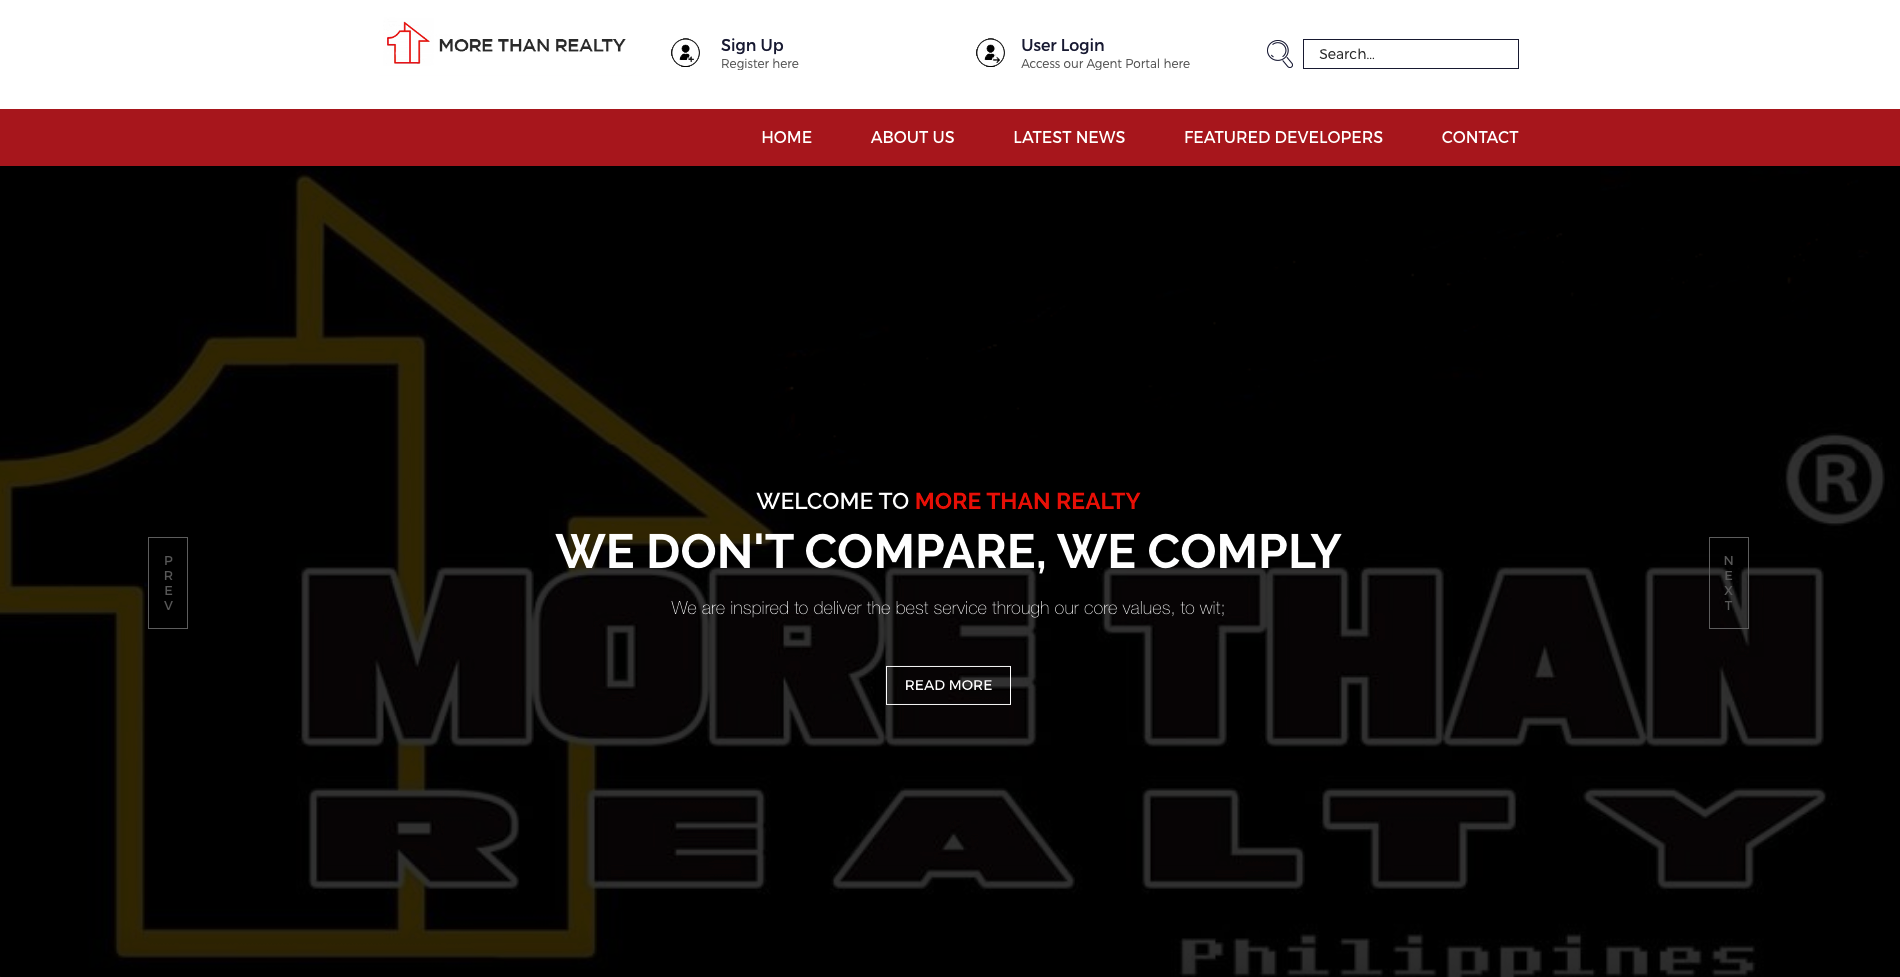 MORE THAN REALTY
Sign Up
Register here
User Login
Access our Agent Portal here
Search...
HOME
ABOUT US
LATEST NEWS
FEATURED DEVELOPERS
CONTACT
WELCOME TO MORE THAN REALTY
WE DON'T COMPARE, WE COMPLY
We are inspired to deliver the best service through our core values, to wit;
READ MORE
PREV
NEXT
®
MORE THAN
REALTY
Philippines